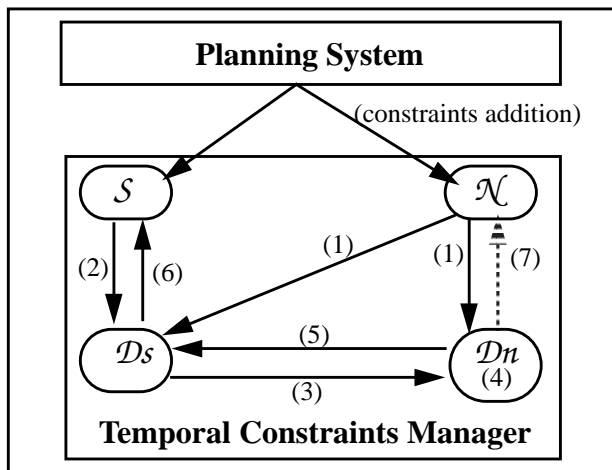 Planning System
(constraints addition)
S
N
(1)
(1)
(2)
(6)
(7)
Ds
(5)
Dn
(3)
(4)
Temporal Constraints Manager